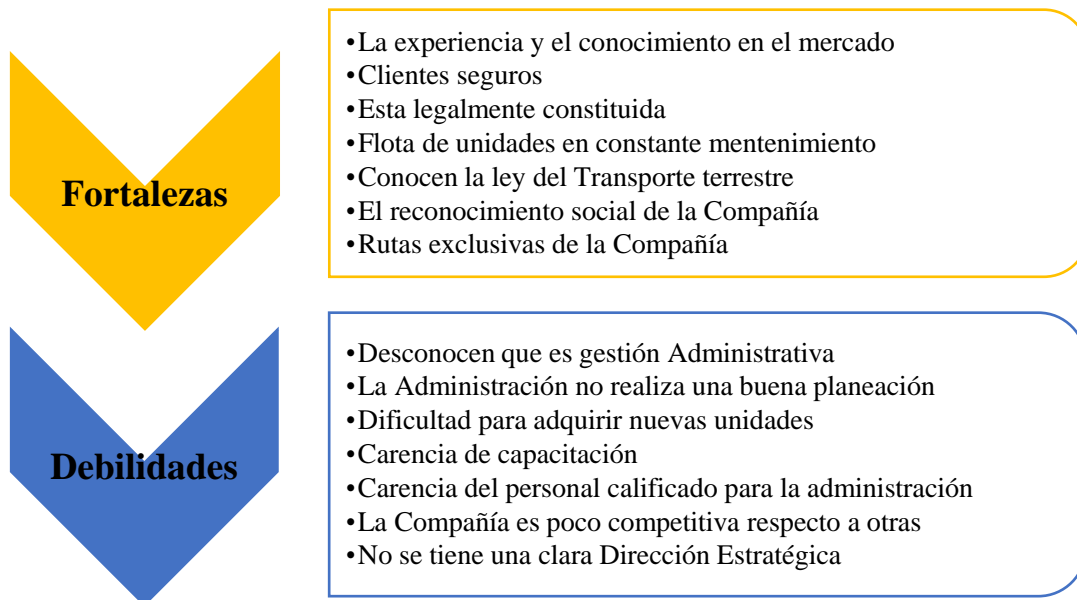 Fortalezas
•La experiencia y el conocimiento en el mercado
•Clientes seguros
•Esta legalmente constituida
•Flota de unidades en constante mentenimiento
•Conocen la ley del Transporte terrestre
•El reconocimiento social de la Compañía
•Rutas exclusivas de la Compañía
Debilidades
•Desconocen que es gestión Administrativa
•La Administración no realiza una buena planeación
•Dificultad para adquirir nuevas unidades
•Carencia de capacitación
•Carencia del personal calificado para la administración
•La Compañía es poco competitiva respecto a otras
•No se tiene una clara Dirección Estratégica